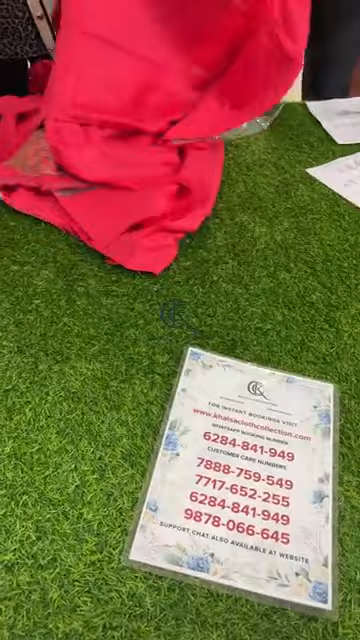 CK
FOR INSTANT BOOKING VISIT
www.khalsaclothcollection.com
WHATSAPP BOOKING NUMBER
6284-841-949
CUSTOMER CARE NUMBERS
7888-759-549
7717-652-255
6284-841-949
9878-066-645
SUPPORT CHAT ALSO AVAILABLE AT WEBSITE